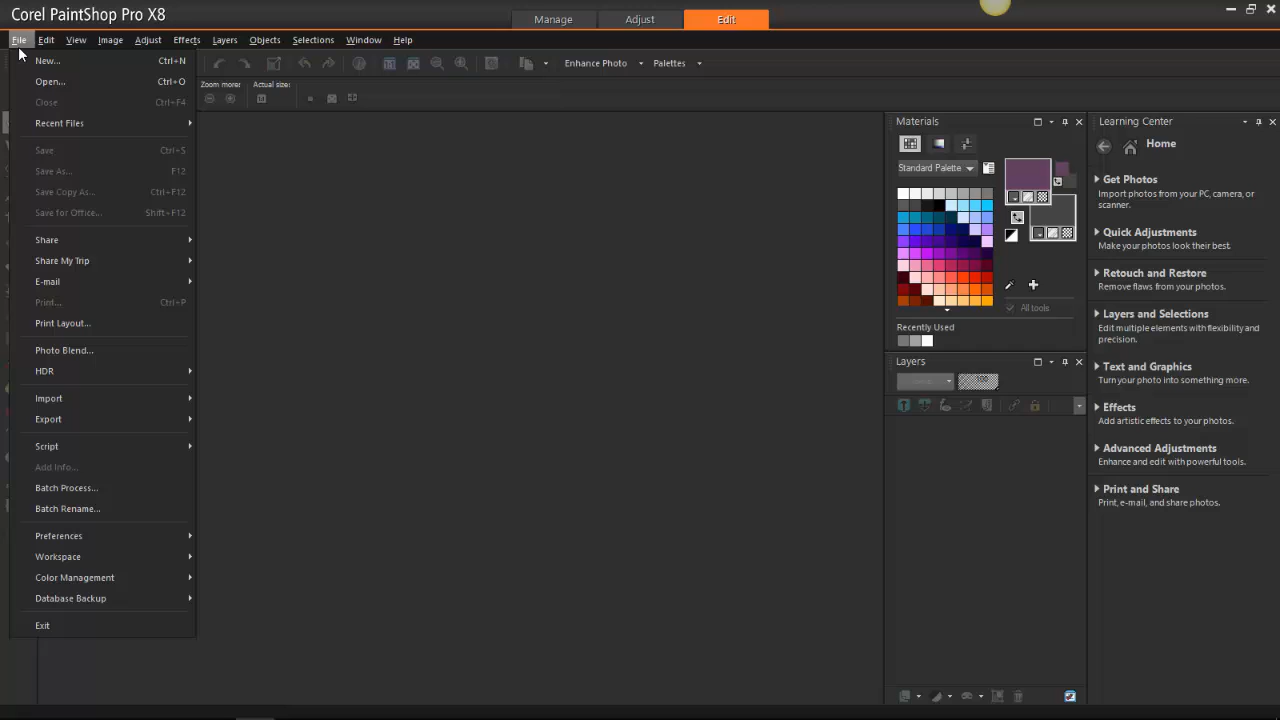 Corel PaintShop Pro X8
Manage
Adjust
Edit
File Edit View Image Adjust Effects Layers Objects Selections Window Help
Enhance Photo Palettes
Zoom more: Actual size:
New... Ctrl+N
Open... Ctrl+O
Close Ctrl+F4
Recent Files
Save Ctrl+S
Save As... F12
Save Copy As... Ctrl+F12
Save for Office... Shift+F12
Share
Share My Trip
E-mail
Print... Ctrl+P
Print Layout...
Photo Blend...
HDR
Import
Export
Script
Add Info...
Batch Process...
Batch Rename...
Preferences
Workspace
Color Management
Database Backup
Exit
Materials
Standard Palette
All tools
Recently Used
Layers
Learning Center
Home
Get Photos
Import photos from your PC, camera, or
scanner.
Quick Adjustments
Make your photos look their best.
Retouch and Restore
Remove flaws from your photos.
Layers and Selections
Edit multiple elements with flexibility and
precision.
Text and Graphics
Turn your photo into something more.
Effects
Add artistic effects to your photos.
Advanced Adjustments
Enhance and edit with powerful tools.
Print and Share
Print, e-mail, and share photos.